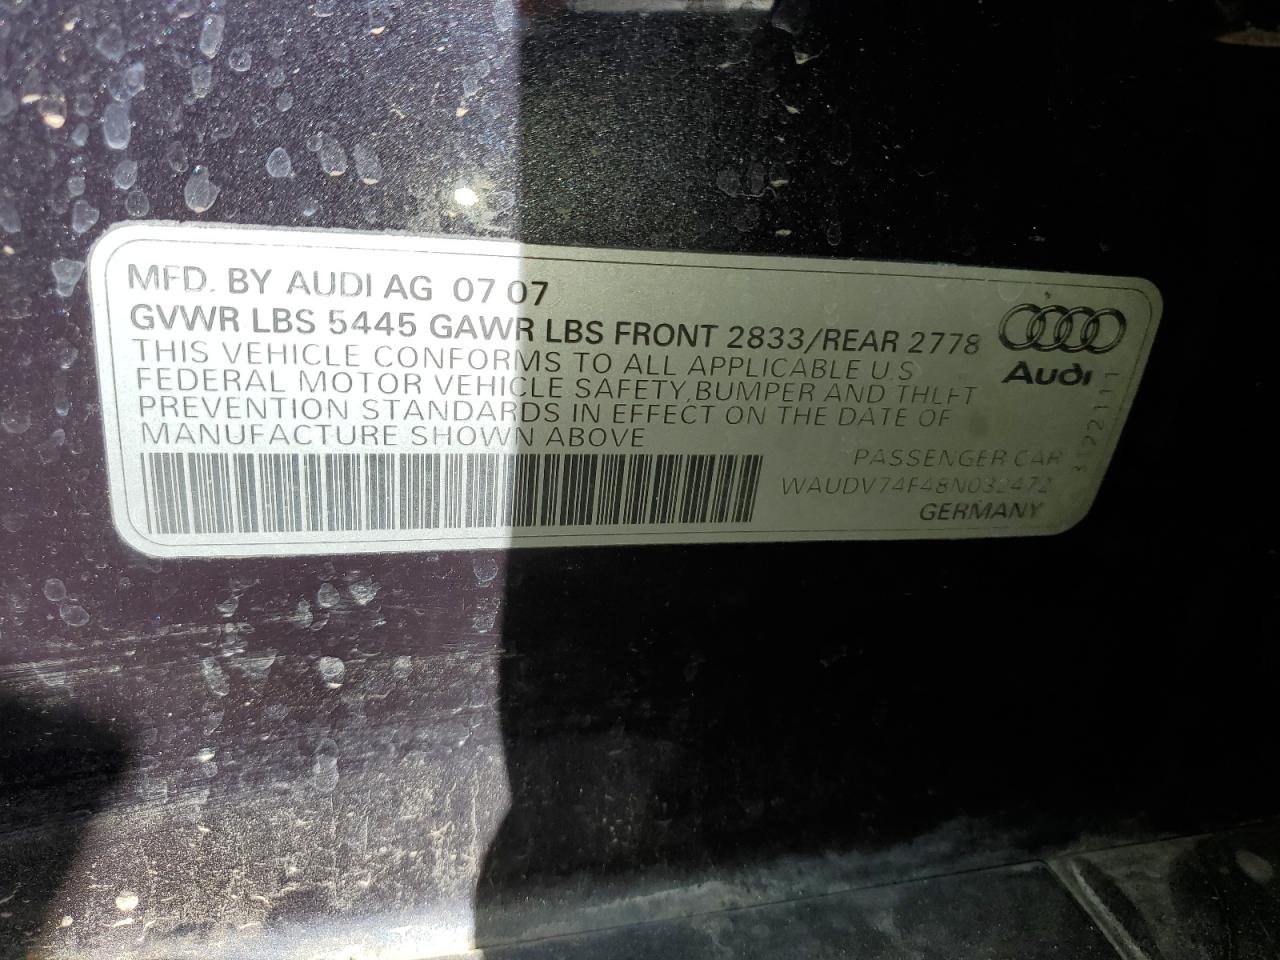 MFD. BY AUDI AG 07 07
GVWR LBS 5445 GAWR LBS FRONT 2833/REAR 2778
THIS VEHICLE CONFORMS TO ALL APPLICABLE U.S
FEDERAL MOTOR VEHICLE SAFETY, BUMPER AND THLFT
PREVENTION STANDARDS IN EFFECT ON THE DATE OF
MANUFACTURE SHOWN ABOVE
Audi
PASSENGER CAR
WAUDV74F48N032472
GERMANY
3122111